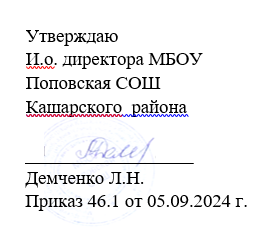 Утверждаю
И.о. директора МБОУ
Поповская СОШ
Кашарского района
Демченко Л.Н.
Приказ 46.1 от 05.09.2024 г.